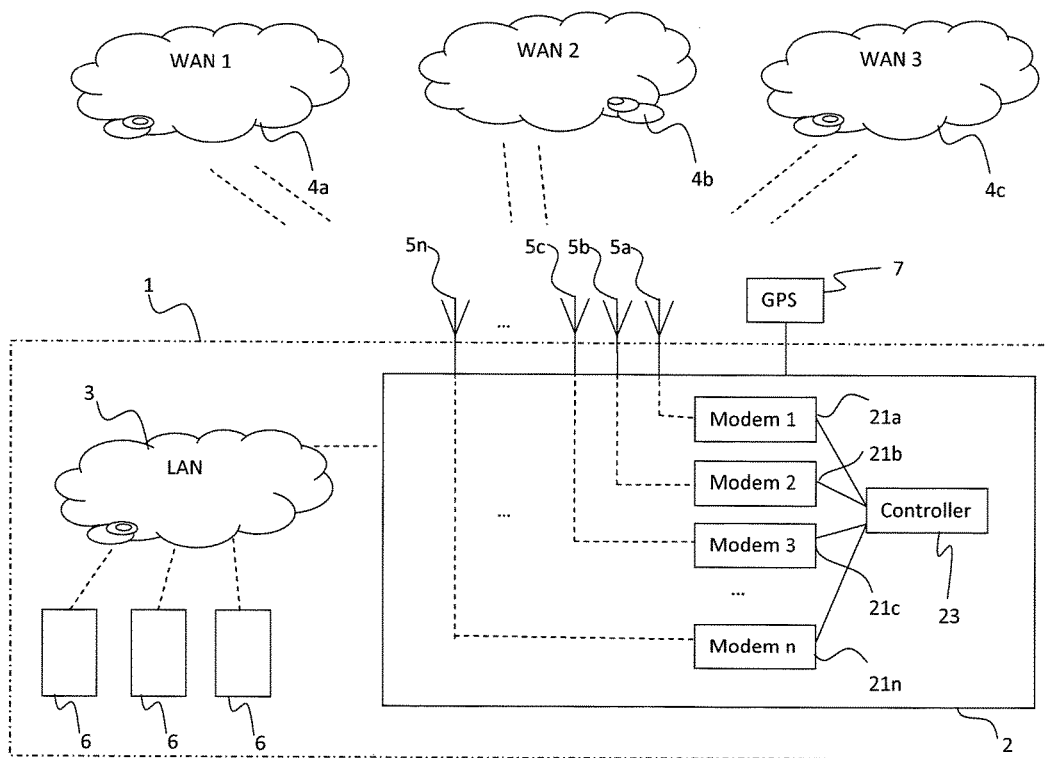 WAN 1
WAN 2
WAN 3
4a
4b
4c
5n
5c
5b
5a
7
GPS
1
...
3
LAN
Modem 1
21a
21b
Modem 2
Controller
...
Modem 3
21c
23
...
Modem n
21n
6
6
6
2